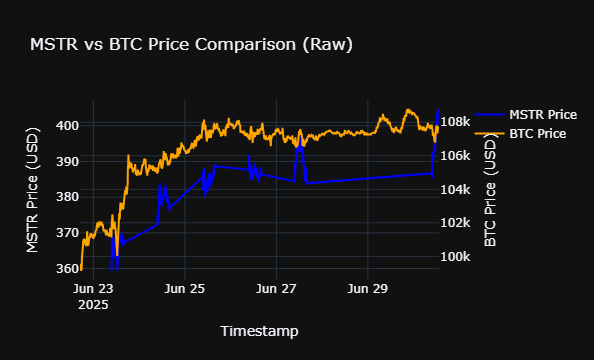 MSTR vs BTC Price Comparison (Raw)
MSTR Price
BTC Price
MSTR Price (USD)
400
390
380
370
360
108k
106k
104k
102k
100k
BTC Price (USD)
Jun 23
2025
Jun 25
Jun 27
Jun 29
Timestamp